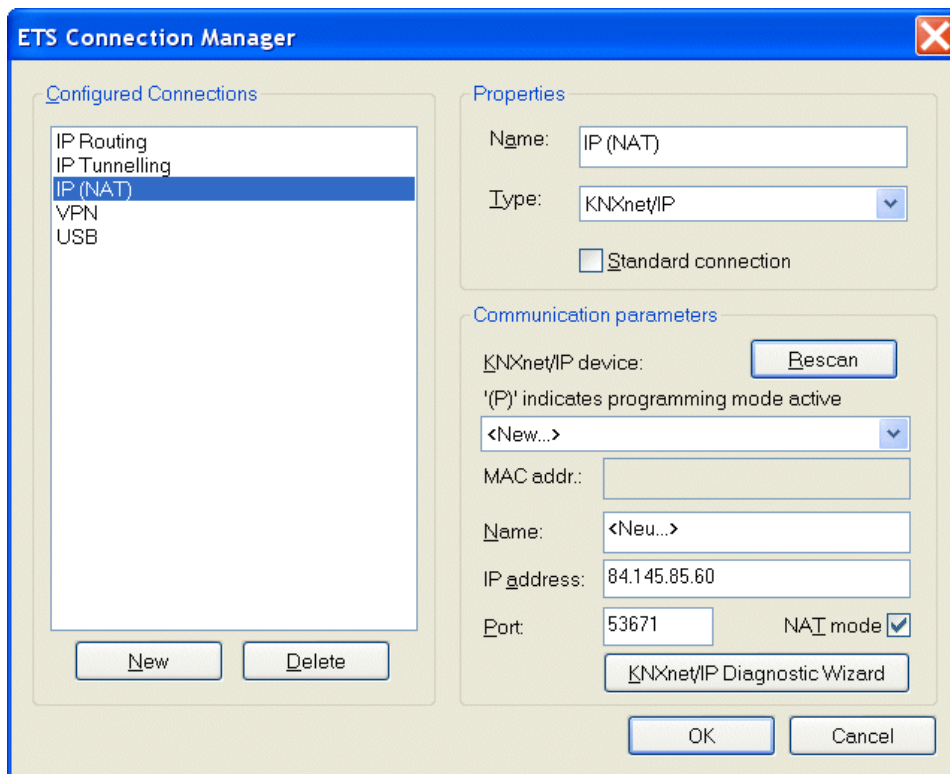 ETS Connection Manager
Configured Connections
IP Routing
IP Tunnelling
IP (NAT)
VPN
USB
New
Delete
Properties
Name:
IP (NAT)
Type:
KNXnet/IP
Standard connection
Communication parameters
KNXnet/IP device:
Rescan
'(P)' indicates programming mode active
<New...>
MAC addr.:
Name:
<Neu...>
IP address:
84.145.85.60
Port:
53671
NAT mode
KNXnet/IP Diagnostic Wizard
OK
Cancel